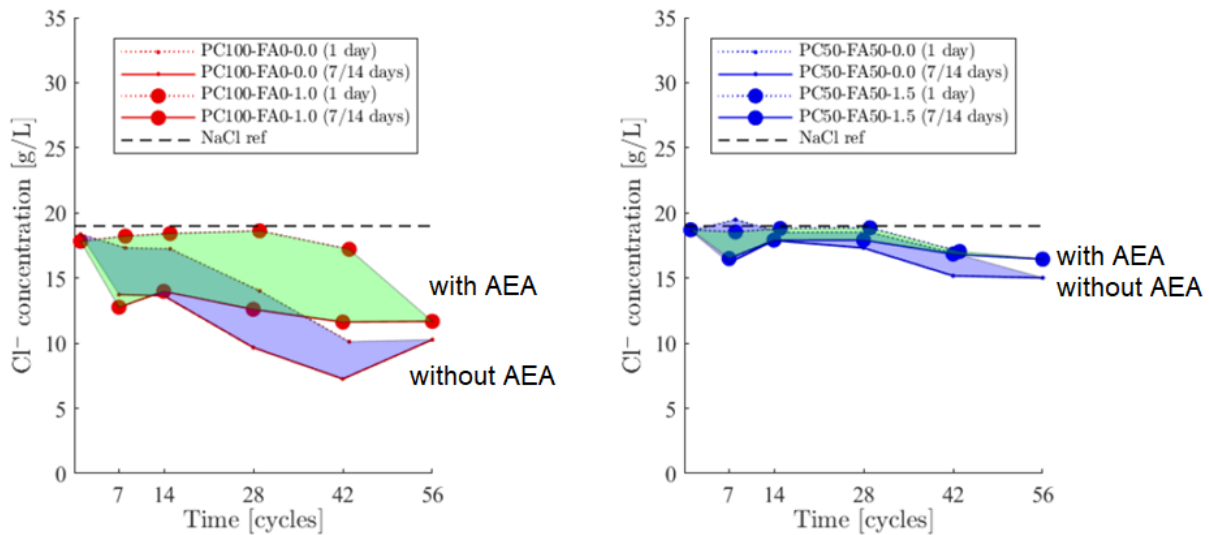 35
30
25
20
15
10
5
0
7
14
28
42
56
Cl⁻ concentration [g/L]
Time [cycles]
PC100-FA0-0.0 (1 day)
PC100-FA0-0.0 (7/14 days)
PC100-FA0-1.0 (1 day)
PC100-FA0-1.0 (7/14 days)
NaCl ref
with AEA
without AEA
35
30
25
20
15
10
5
0
7
14
28
42
56
Cl⁻ concentration [g/L]
Time [cycles]
PC50-FA50-0.0 (1 day)
PC50-FA50-0.0 (7/14 days)
PC50-FA50-1.5 (1 day)
PC50-FA50-1.5 (7/14 days)
NaCl ref
with AEA
without AEA